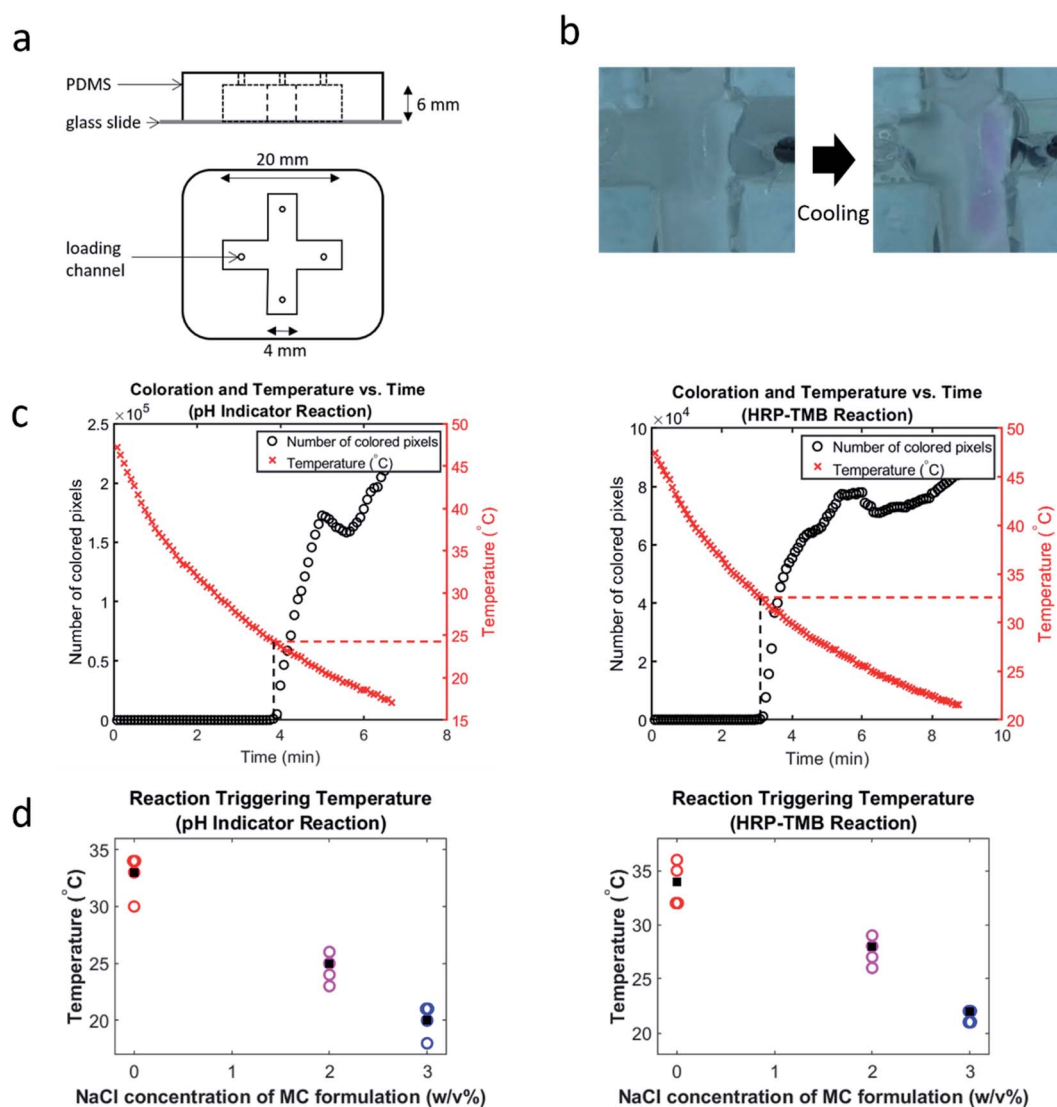 a
PDMS
glass slide
6 mm
20 mm
loading
channel
4 mm
b
Cooling
c
Coloration and Temperature vs. Time
(pH Indicator Reaction)
×10⁵
2.5
2
1.5
1
0.5
0
Number of colored pixels
Number of colored pixels
Temperature (°C)
50
45
40
35
30
25
20
15
Temperature (°C)
0 2 4 6 8
Time (min)
Coloration and Temperature vs. Time
(HRP-TMB Reaction)
×10⁴
10
8
6
4
2
0
Number of colored pixels
Number of colored pixels
Temperature (°C)
50
45
40
35
30
25
20
Temperature (°C)
0 2 4 6 8 10
Time (min)
d
Reaction Triggering Temperature
(pH Indicator Reaction)
35
30
25
20
Temperature (°C)
0 1 2 3
NaCl concentration of MC formulation (w/v%)
Reaction Triggering Temperature
(HRP-TMB Reaction)
35
30
25
20
Temperature (°C)
0 1 2 3
NaCl concentration of MC formulation (w/v%)